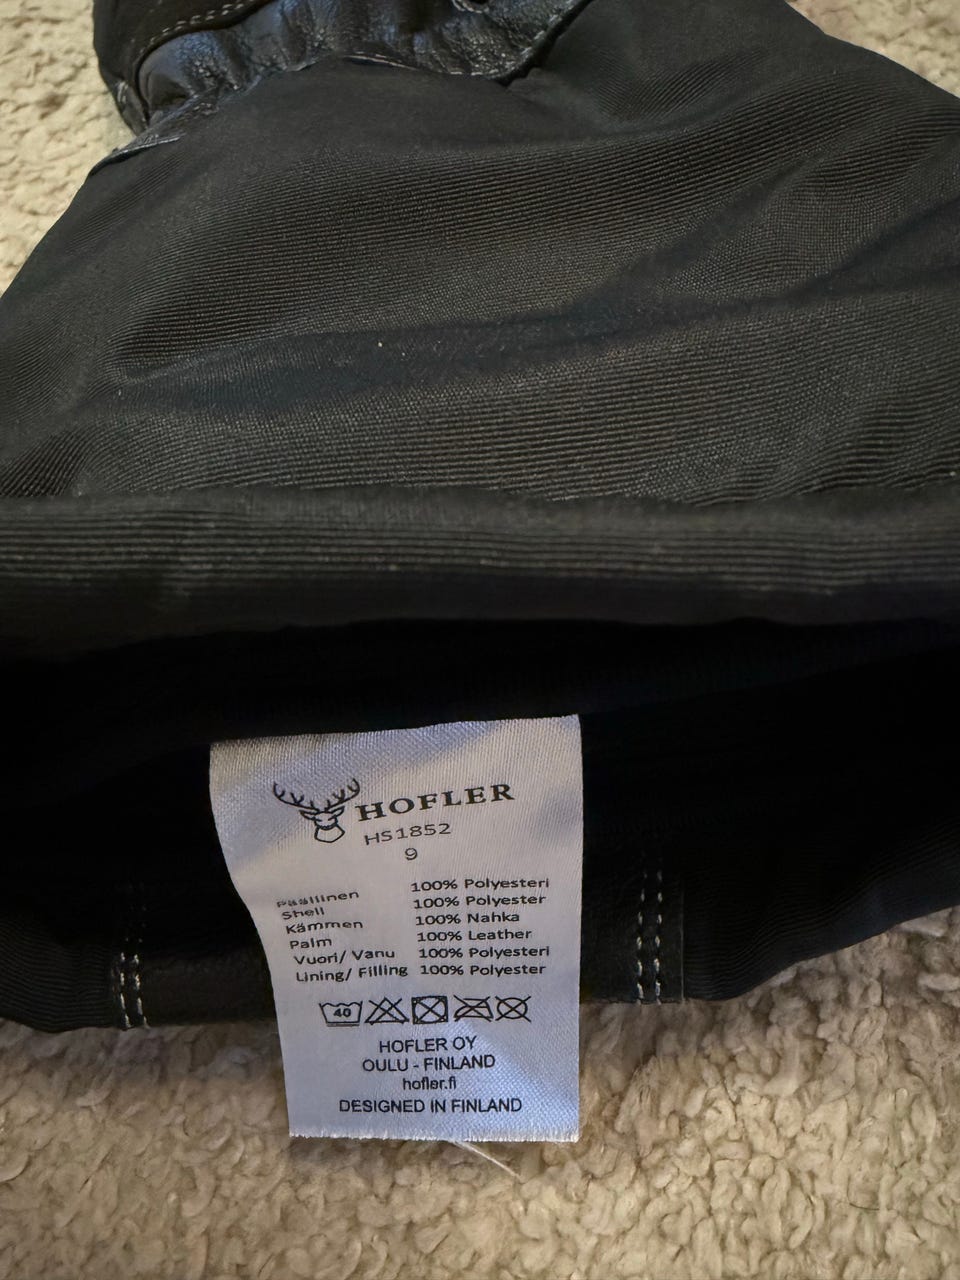 HOFLER
HS1852
9
Päällinen 100% Polyesteri
Shell 100% Polyester
Kämmen 100% Nahka
Palm 100% Leather
Vuori/ Vanu 100% Polyesteri
Lining/ Filling 100% Polyester
40
HOFLER OY
OULU - FINLAND
hofler.fi
DESIGNED IN FINLAND